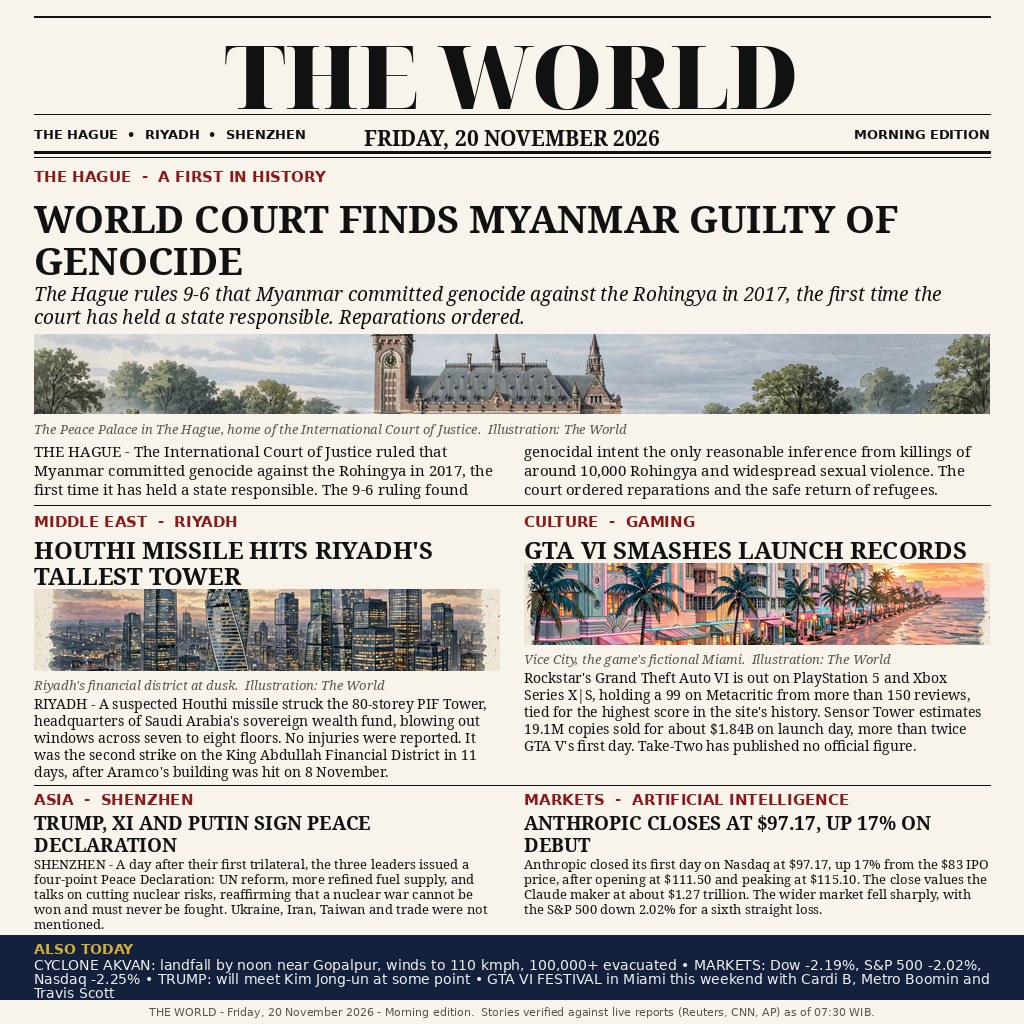 THE WORLD
THE HAGUE • RIYADH • SHENZHEN
FRIDAY, 20 NOVEMBER 2026
MORNING EDITION
THE HAGUE - A FIRST IN HISTORY
WORLD COURT FINDS MYANMAR GUILTY OF
GENOCIDE
The Hague rules 9-6 that Myanmar committed genocide against the Rohingya in 2017, the first time the
court has held a state responsible. Reparations ordered.
The Peace Palace in The Hague, home of the International Court of Justice. Illustration: The World
THE HAGUE - The International Court of Justice ruled that
Myanmar committed genocide against the Rohingya in 2017, the
first time it has held a state responsible. The 9-6 ruling found
genocidal intent the only reasonable inference from killings of
around 10,000 Rohingya and widespread sexual violence. The
court ordered reparations and the safe return of refugees.
MIDDLE EAST - RIYADH
HOUTHI MISSILE HITS RIYADH'S
TALLEST TOWER
Riyadh's financial district at dusk. Illustration: The World
RIYADH - A suspected Houthi missile struck the 80-storey PIF Tower,
headquarters of Saudi Arabia's sovereign wealth fund, blowing out
windows across seven to eight floors. No injuries were reported. It
was the second strike on the King Abdullah Financial District in 11
days, after Aramco's building was hit on 8 November.
CULTURE - GAMING
GTA VI SMASHES LAUNCH RECORDS
Vice City, the game's fictional Miami. Illustration: The World
Rockstar's Grand Theft Auto VI is out on PlayStation 5 and Xbox
Series X|S, holding a 99 on Metacritic from more than 150 reviews,
tied for the highest score in the site's history. Sensor Tower estimates
19.1M copies sold for about $1.84B on launch day, more than twice
GTA V's first day. Take-Two has published no official figure.
ASIA - SHENZHEN
TRUMP, XI AND PUTIN SIGN PEACE
DECLARATION
SHENZHEN - A day after their first trilateral, the three leaders issued a
four-point Peace Declaration: UN reform, more refined fuel supply, and
talks on cutting nuclear risks, reaffirming that a nuclear war cannot be
won and must never be fought. Ukraine, Iran, Taiwan and trade were not
mentioned.
MARKETS - ARTIFICIAL INTELLIGENCE
ANTHROPIC CLOSES AT $97.17, UP 17% ON
DEBUT
Anthropic closed its first day on Nasdaq at $97.17, up 17% from the $83 IPO
price, after opening at $111.50 and peaking at $115.10. The close values the
Claude maker at about $1.27 trillion. The wider market fell sharply, with
the S&P 500 down 2.02% for a sixth straight loss.
ALSO TODAY
CYCLONE AKVAN: landfall by noon near Gopalpur, winds to 110 kmph, 100,000+ evacuated • MARKETS: Dow -2.19%, S&P 500 -2.02%,
Nasdaq -2.25% • TRUMP: will meet Kim Jong-un at some point • GTA VI FESTIVAL in Miami this weekend with Cardi B, Metro Boomin and
Travis Scott
THE WORLD - Friday, 20 November 2026 - Morning edition. Stories verified against live reports (Reuters, CNN, AP) as of 07:30 WIB.